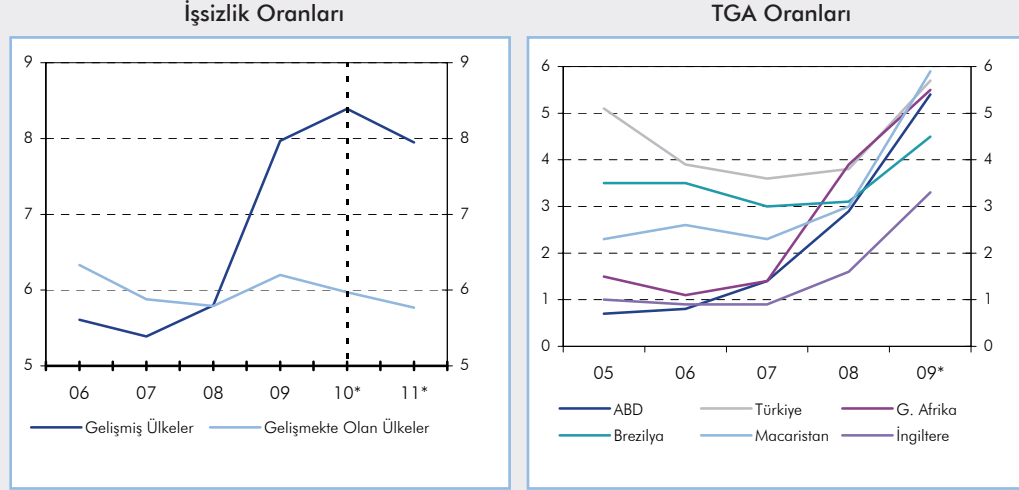 İşsizlik Oranları
9 9
8 8
7 7
6 6
5 5
06 07 08 09 10* 11*
Gelişmiş Ülkeler Gelişmekte Olan Ülkeler
TGA Oranları
6 6
5 5
4 4
3 3
2 2
1 1
0 0
05 06 07 08 09*
ABD Türkiye G. Afrika
Brezilya Macaristan İngiltere